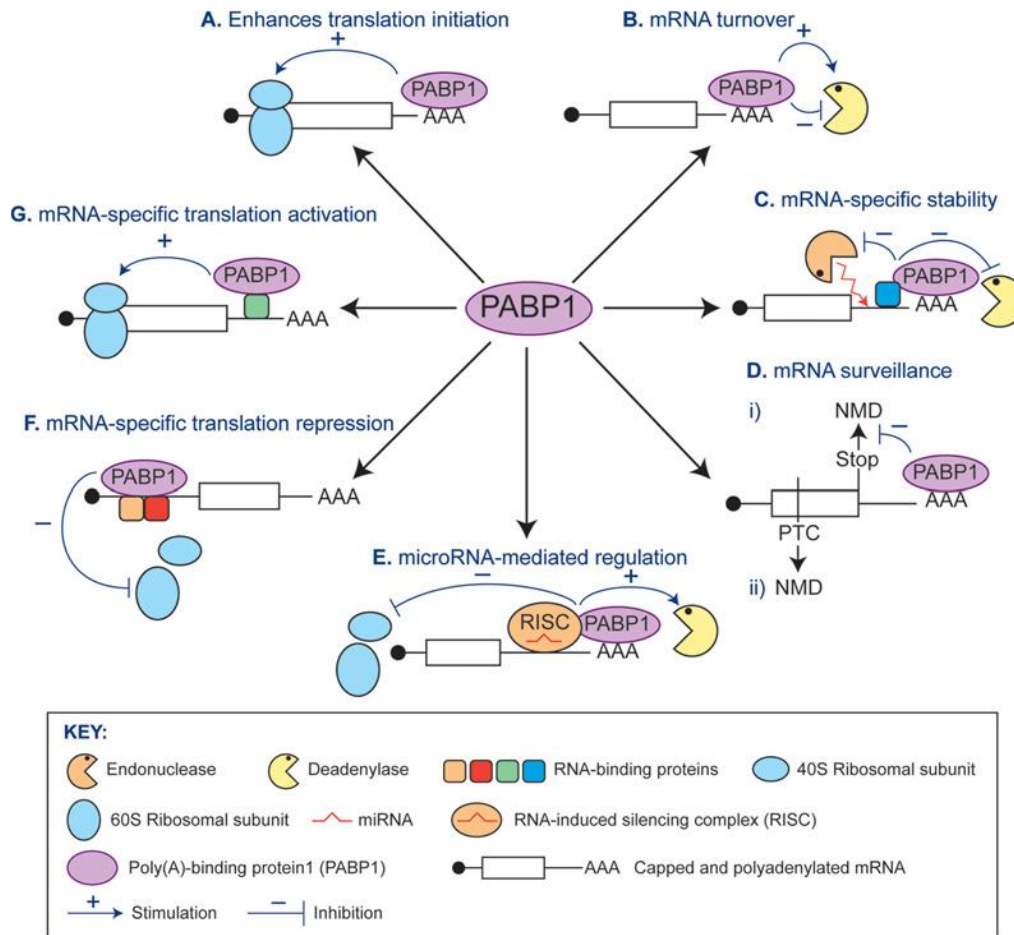 A. Enhances translation initiation
+
PABP1
AAA
B. mRNA turnover
+
PABP1
AAA
−
C. mRNA-specific stability
−
−
PABP1
AAA
G. mRNA-specific translation activation
+
PABP1
AAA
PABP1
D. mRNA surveillance
i)
NMD
−
Stop
PABP1
AAA
PTC
ii)
NMD
F. mRNA-specific translation repression
PABP1
AAA
−
E. microRNA-mediated regulation
−
+
RISC
PABP1
AAA
KEY:
Endonuclease
Deadenylase
RNA-binding proteins
40S Ribosomal subunit
60S Ribosomal subunit
miRNA
RNA-induced silencing complex (RISC)
Poly(A)-binding protein1 (PABP1)
AAA
Capped and polyadenylated mRNA
+
Stimulation
−
Inhibition